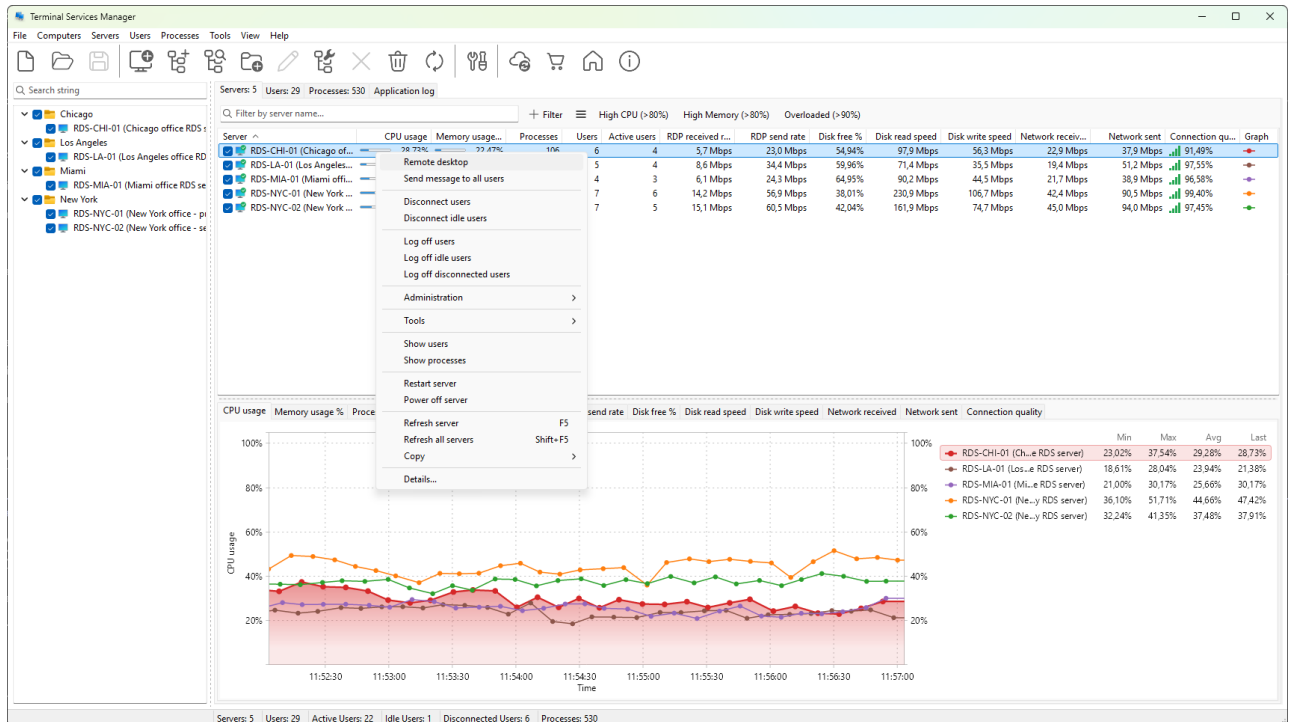 Terminal Services Manager
File Computers Servers Users Processes Tools View Help
Search string
Chicago
RDS-CHI-01 (Chicago office RDS s
Los Angeles
RDS-LA-01 (Los Angeles office RD
Miami
RDS-MIA-01 (Miami office RDS se
New York
RDS-NYC-01 (New York office - pr
RDS-NYC-02 (New York office - se
Servers: 5 Users: 29 Processes: 530 Application log
Filter by server name... Filter High CPU (>80%) High Memory (>80%) Overloaded (>90%)
Server CPU usage Memory usage... Processes Users Active users RDP received r... RDP send rate Disk free % Disk read speed Disk write speed Network receiv... Network sent Connection qu... Graph
RDS-CHI-01 (Chicago of... 28,73% 22,47% 106 6 4 5,7 Mbps 23,0 Mbps 54,94% 97,9 Mbps 56,3 Mbps 22,9 Mbps 37,9 Mbps 91,49%
RDS-LA-01 (Los Angeles... 5 4 8,6 Mbps 34,4 Mbps 59,96% 71,4 Mbps 35,5 Mbps 19,4 Mbps 51,2 Mbps 97,55%
RDS-MIA-01 (Miami offi... 4 3 6,1 Mbps 24,3 Mbps 64,95% 90,2 Mbps 44,5 Mbps 21,7 Mbps 38,9 Mbps 96,58%
RDS-NYC-01 (New York ... 7 6 14,2 Mbps 56,9 Mbps 38,01% 230,9 Mbps 106,7 Mbps 42,4 Mbps 90,5 Mbps 99,40%
RDS-NYC-02 (New York ... 7 5 15,1 Mbps 60,5 Mbps 42,04% 161,9 Mbps 74,7 Mbps 45,0 Mbps 94,0 Mbps 97,45%
Remote desktop
Send message to all users
Disconnect users
Disconnect idle users
Log off users
Log off idle users
Log off disconnected users
Administration
Tools
Show users
Show processes
Restart server
Power off server
Refresh server F5
Refresh all servers Shift+F5
Copy
Details...
CPU usage Memory usage % Proce send rate Disk free % Disk read speed Disk write speed Network received Network sent Connection quality
100%
80%
60%
40%
20%
CPU usage
100%
80%
60%
40%
20%
11:52:30 11:53:00 11:53:30 11:54:00 11:54:30 11:55:00 11:55:30 11:56:00 11:56:30 11:57:00
Time
Min Max Avg Last
RDS-CHI-01 (Ch...e RDS server) 23,02% 37,54% 29,28% 28,73%
RDS-LA-01 (Los...e RDS server) 18,61% 28,04% 23,94% 21,38%
RDS-MIA-01 (Mi...e RDS server) 21,00% 30,17% 25,66% 30,17%
RDS-NYC-01 (Ne...y RDS server) 36,10% 51,71% 44,66% 47,42%
RDS-NYC-02 (Ne...y RDS server) 32,24% 41,35% 37,48% 37,91%
Servers: 5 Users: 29 Active Users: 22 Idle Users: 1 Disconnected Users: 6 Processes: 530